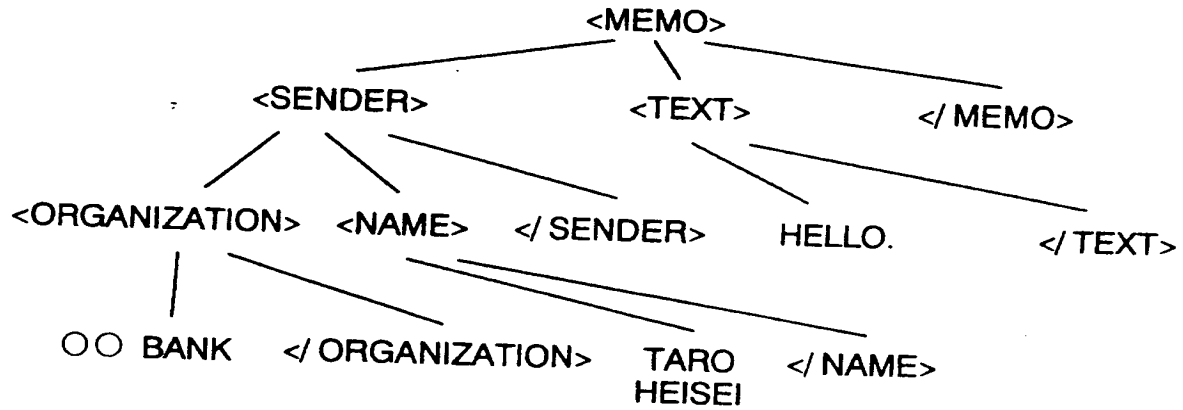 <MEMO>
<SENDER> <TEXT> </ MEMO>
<ORGANIZATION> <NAME> </ SENDER> HELLO. </ TEXT>
○○ BANK </ ORGANIZATION> TARO HEISEI </ NAME>